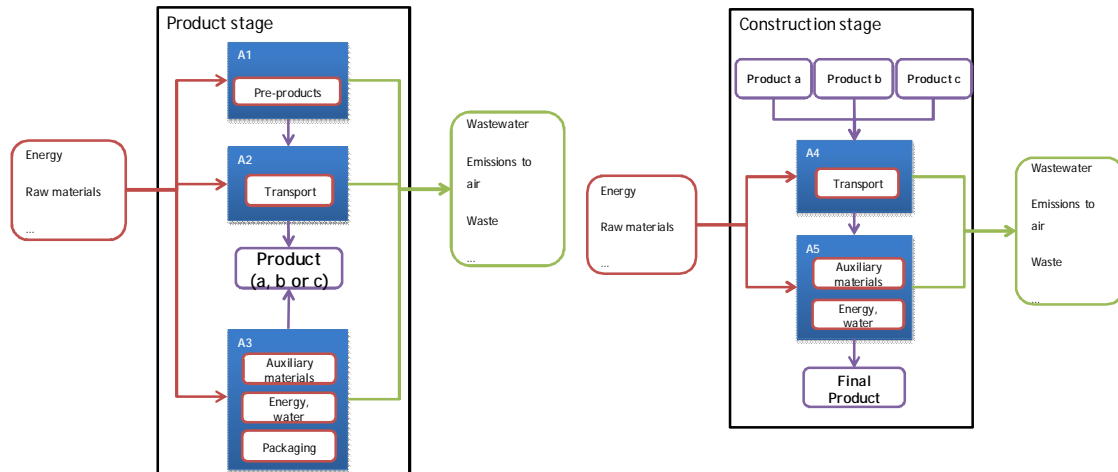 Product stage
A1
Pre-products
A2
Transport
Product
(a, b or c)
A3
Auxiliary
materials
Energy,
water
Packaging
Energy
Raw materials
...
Wastewater
Emissions to
air
Waste
...
Construction stage
Product a
Product b
Product c
A4
Transport
A5
Auxiliary
materials
Energy,
water
Final
Product
Energy
Raw materials
...
Wastewater
Emissions to
air
Waste
...